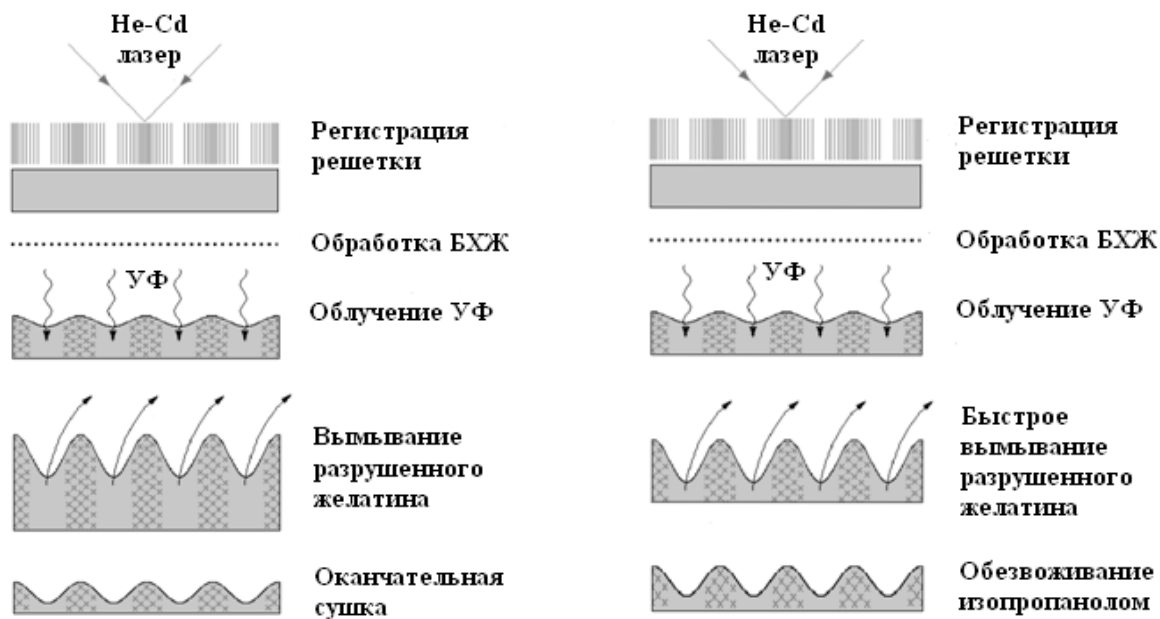 He-Cd
лазер
Регистрация
решетки
Обработка БХЖ
УФ
Облучение УФ
Вымывание
разрушенного
желатина
Оканчательная
сушка
He-Cd
лазер
Регистрация
решетки
Обработка БХЖ
УФ
Облучение УФ
Быстрое
вымывание
разрушенного
желатина
Обезвоживание
изопропанолом